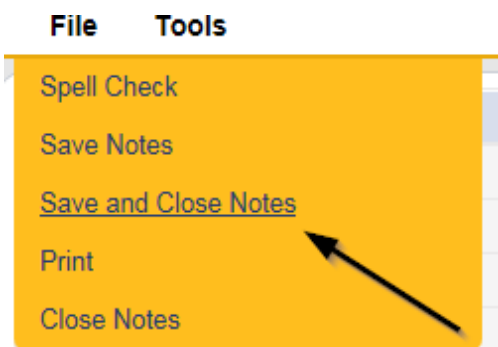 File Tools
Spell Check
Save Notes
Save and Close Notes
Print
Close Notes